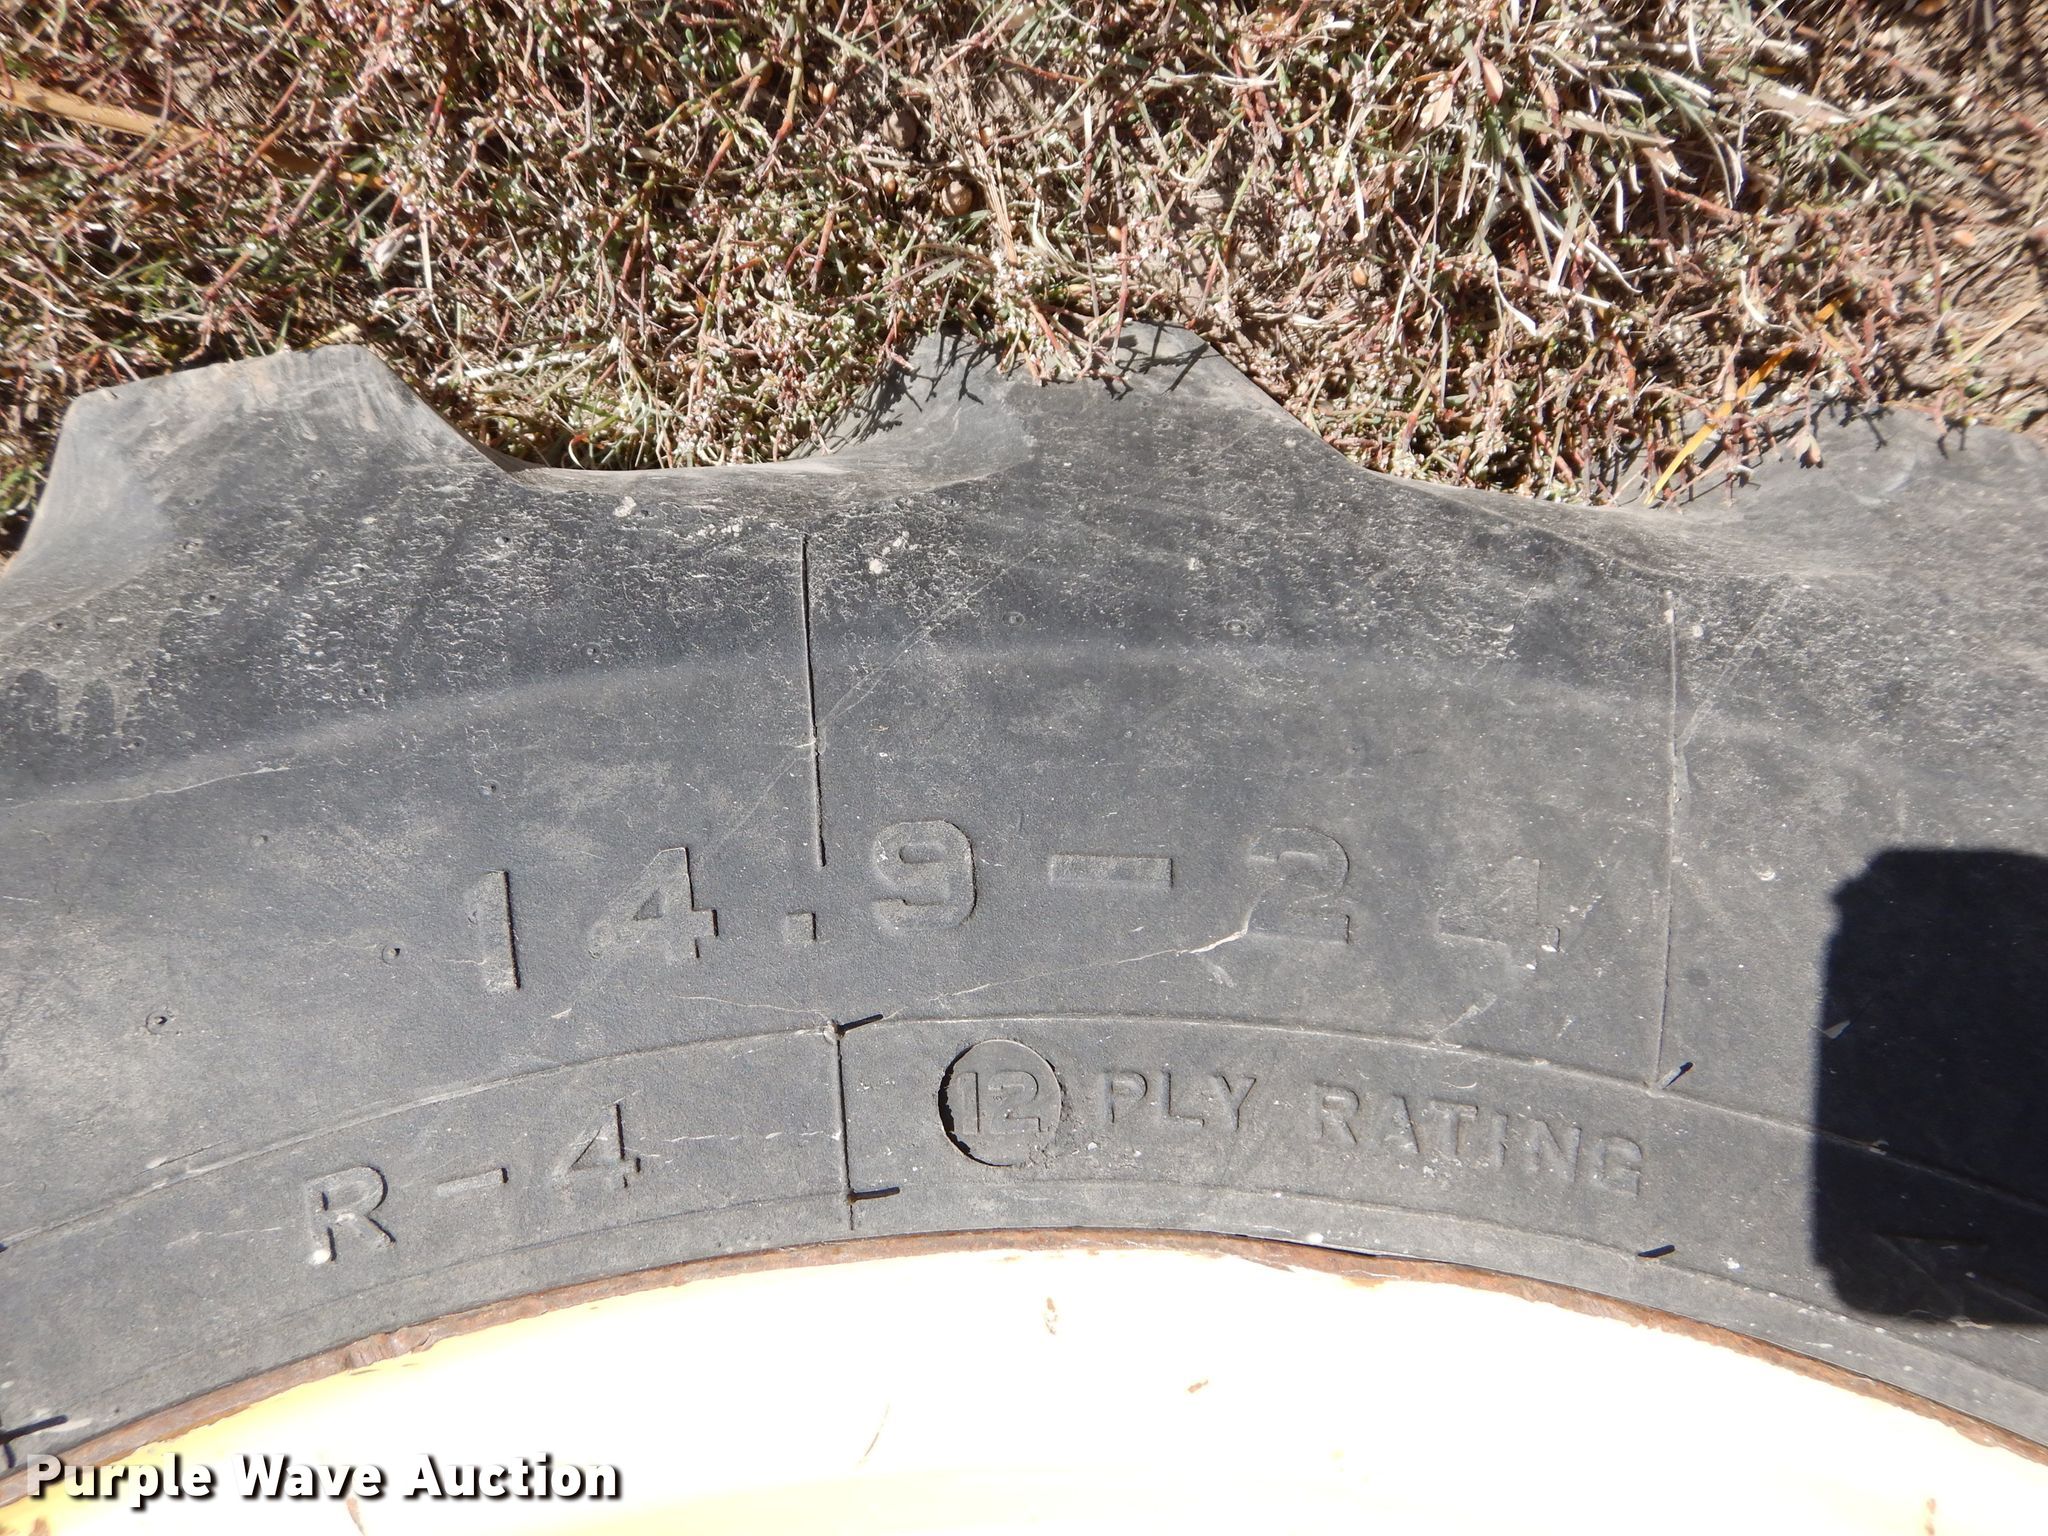 14.9-24
R-4 12 PLY RATING
Purple Wave Auction